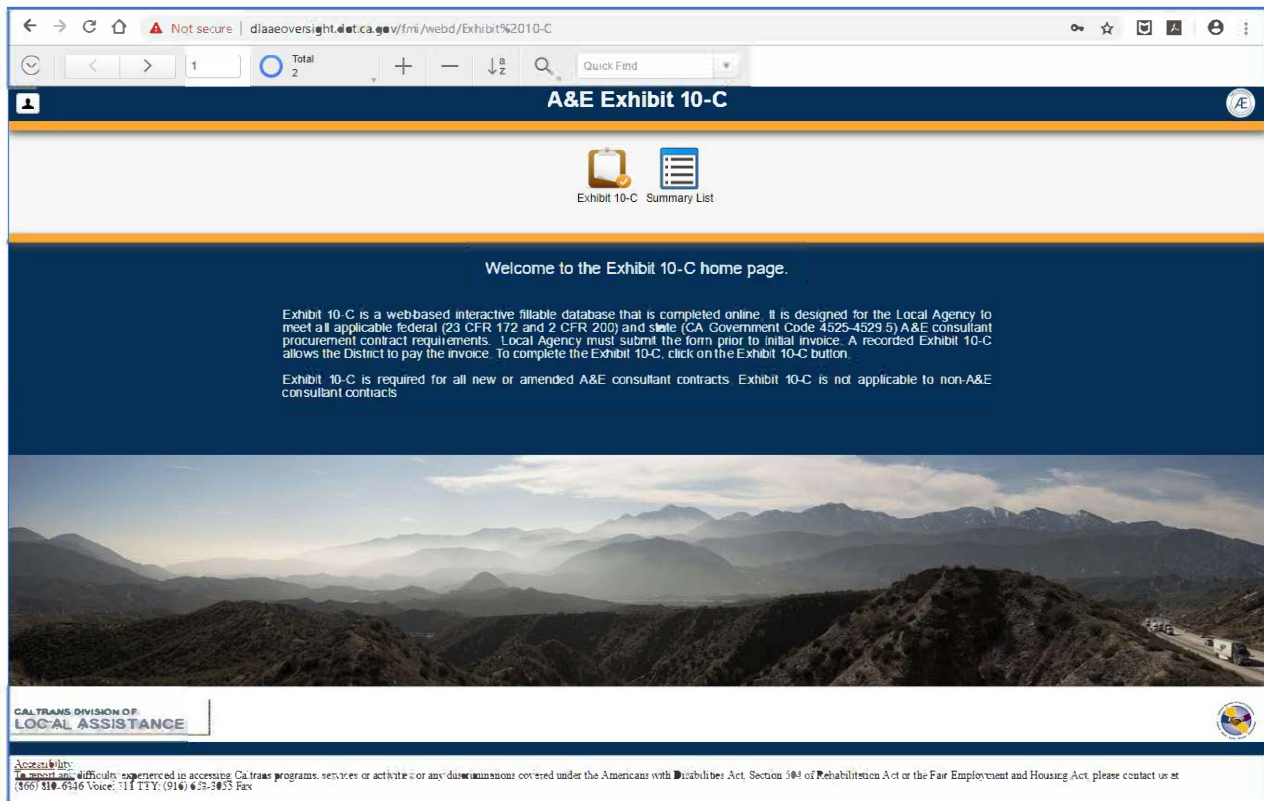 Not secure | dlaaeoversight.dot.ca.gov/fmi/webd/Exhibit%2010-C
1 Total 2 Quick Find
A&E Exhibit 10-C
Æ
Exhibit 10-C Summary List
Welcome to the Exhibit 10-C home page.
Exhibit 10-C is a web-based interactive fillable database that is completed online. It is designed for the Local Agency to
meet all applicable federal (23 CFR 172 and 2 CFR 200) and state (CA Government Code 4525-4529.5) A&E consultant
procurement contract requirements. Local Agency must submit the form prior to initial invoice. A recorded Exhibit 10-C
allows the District to pay the invoice. To complete the Exhibit 10-C, click on the Exhibit 10-C button.
Exhibit 10-C is required for all new or amended A&E consultant contracts. Exhibit 10-C is not applicable to non-A&E
consultant contracts
CALTRANS DIVISION OF
LOCAL ASSISTANCE
Accessibility
To report any difficulty experienced in accessing Caltrans programs, services or activities or any discriminations covered under the Americans with Disabilities Act, Section 504 of Rehabilitation Act or the Fair Employment and Housing Act, please contact us at
(866) 810-6346 Voice; 711 TTY; (916) Fax